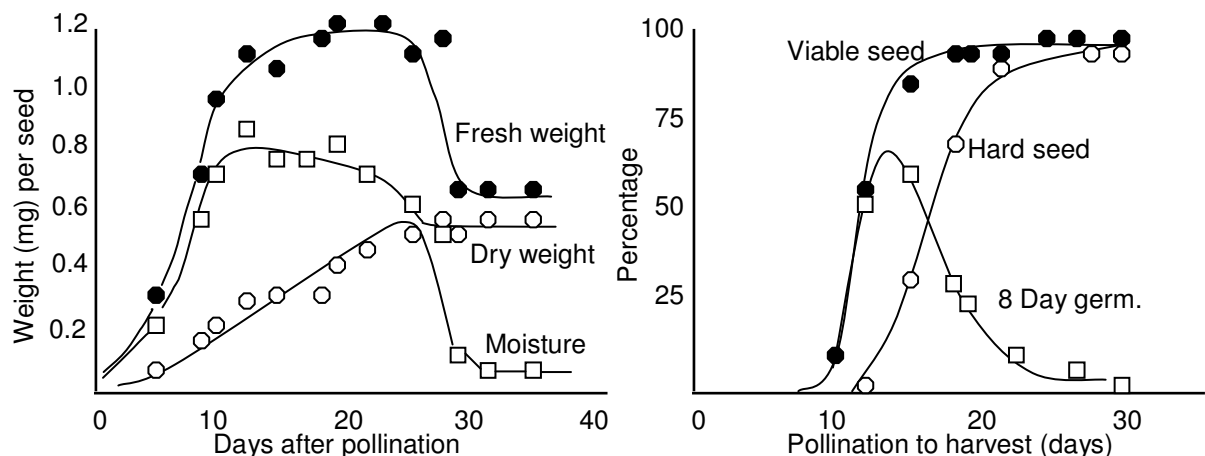 1.2
1.0
0.8
0.6
0.4
0.2
Weight (mg) per seed
Fresh weight
Dry weight
Moisture
0 10 20 30 40
Days after pollination
100
75
50
25
Percentage
Viable seed
Hard seed
8 Day germ.
0 10 20 30
Pollination to harvest (days)